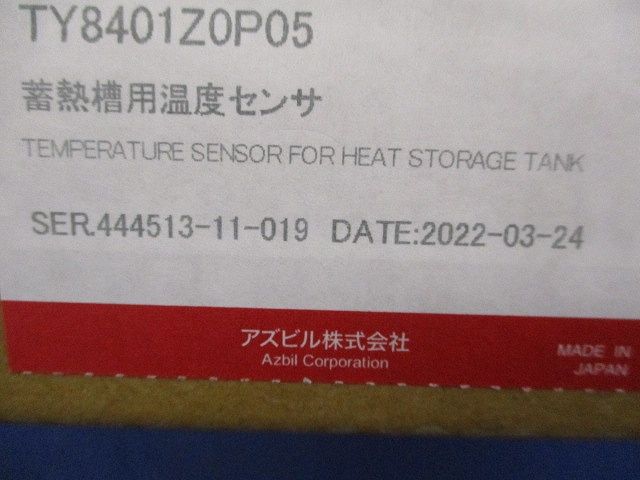 TY8401Z0P05
蓄熱槽用温度センサ
TEMPERATURE SENSOR FOR HEAT STORAGE TANK
SER.444513-11-019 DATE:2022-03-24
アズビル株式会社
Azbil Corporation
MADE IN
JAPAN